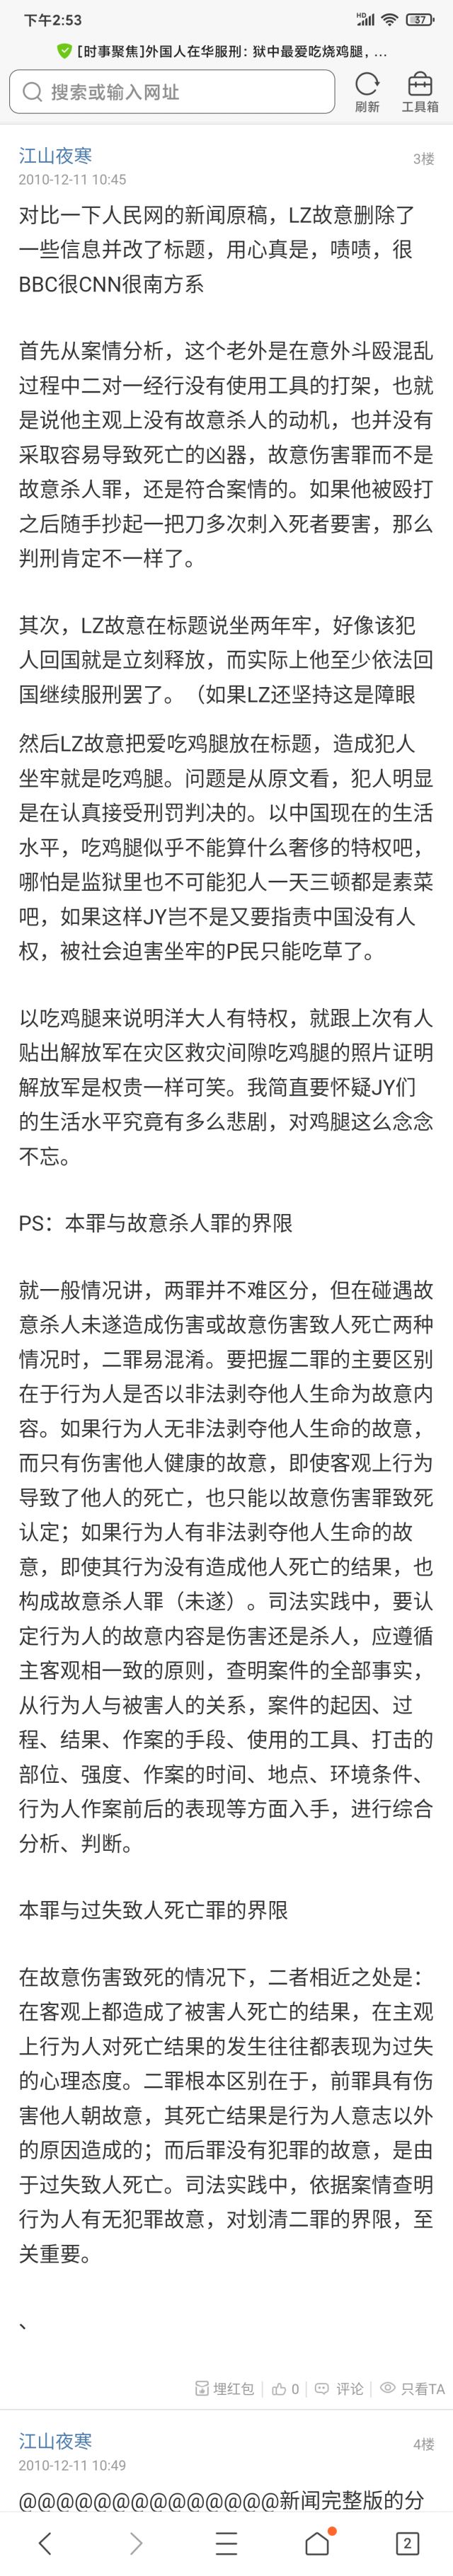 下午2:53
HD
37
[时事聚焦]外国人在华服刑：狱中最爱吃烧鸡腿，...
搜索或输入网址
刷新
工具箱
江山夜寒
3楼
2010-12-11 10:45
对比一下人民网的新闻原稿，LZ故意删除了
一些信息并改了标题，用心真是，啧啧，很
BBC很CNN很南方系
首先从案情分析，这个老外是在意外斗殴混乱
过程中二对一经行没有使用工具的打架，也就
是说他主观上没有故意杀人的动机，也并没有
采取容易导致死亡的凶器，故意伤害罪而不是
故意杀人罪，还是符合案情的。如果他被殴打
之后随手抄起一把刀多次刺入死者要害，那么
判刑肯定不一样了。
其次，LZ故意在标题说坐两年牢，好像该犯
人回国就是立刻释放，而实际上他至少依法回
国继续服刑罢了。（如果LZ还坚持这是障眼
然后LZ故意把爱吃鸡腿放在标题，造成犯人
坐牢就是吃鸡腿。问题是从原文看，犯人明显
是在认真接受刑罚判决的。以中国现在的生活
水平，吃鸡腿似乎不能算什么奢侈的特权吧，
哪怕是监狱里也不可能犯人一天三顿都是素菜
吧，如果这样JY岂不是又要指责中国没有人
权，被社会迫害坐牢的P民只能吃草了。
以吃鸡腿来说明洋大人有特权，就跟上次有人
贴出解放军在灾区救灾间隙吃鸡腿的照片证明
解放军是权贵一样可笑。我简直要怀疑JY们
的生活水平究竟有多么悲剧，对鸡腿这么念念
不忘。
PS：本罪与故意杀人罪的界限
就一般情况讲，两罪并不难区分，但在碰遇故
意杀人未遂造成伤害或故意伤害致人死亡两种
情况时，二罪易混淆。要把握二罪的主要区别
在于行为人是否以非法剥夺他人生命为故意内
容。如果行为人无非法剥夺他人生命的故意，
而只有伤害他人健康的故意，即使客观上行为
导致了他人的死亡，也只能以故意伤害罪致死
认定；如果行为人有非法剥夺他人生命的故
意，即使其行为没有造成他人死亡的结果，也
构成故意杀人罪（未遂）。司法实践中，要认
定行为人的故意内容是伤害还是杀人，应遵循
主客观相一致的原则，查明案件的全部事实，
从行为人与被害人的关系，案件的起因、过
程、结果、作案的手段、使用的工具、打击的
部位、强度、作案的时间、地点、环境条件、
行为人作案前后的表现等方面入手，进行综合
分析、判断。
本罪与过失致人死亡罪的界限
在故意伤害致死的情况下，二者相近之处是：
在客观上都造成了被害人死亡的结果，在主观
上行为人对死亡结果的发生往往都表现为过失
的心理态度。二罪根本区别在于，前罪具有伤
害他人朝故意，其死亡结果是行为人意志以外
的原因造成的；而后罪没有犯罪的故意，是由
于过失致人死亡。司法实践中，依据案情查明
行为人有无犯罪故意，对划清二罪的界限，至
关重要。
、
埋红包 0 评论 只看TA
江山夜寒
4楼
2010-12-11 10:49
@@@@@@@@@@@@@@新闻完整版的分
2